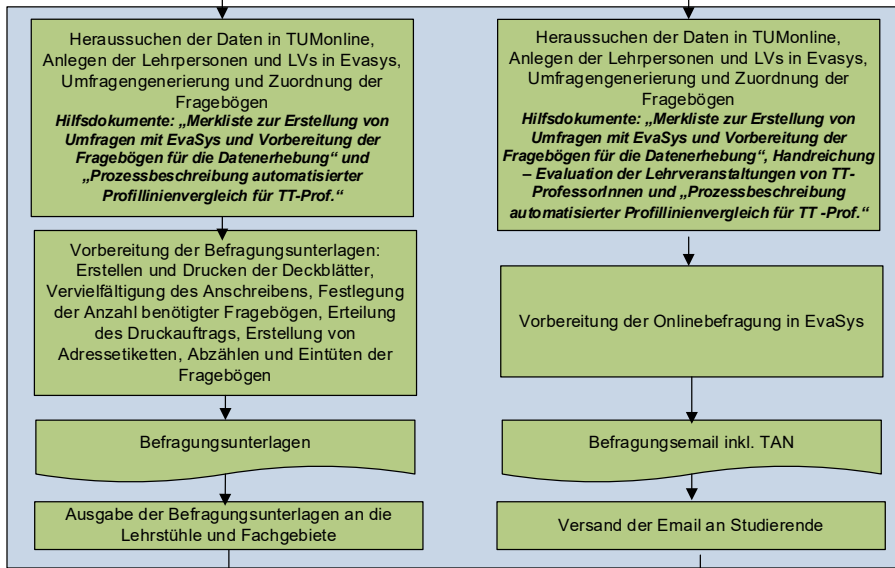 Heraussuchen der Daten in TUMonline,
Anlegen der Lehrpersonen und LVs in Evasys,
Umfragengenerierung und Zuordnung der
Fragebögen
Hilfsdokumente: „Merkliste zur Erstellung von
Umfragen mit EvaSys und Vorbereitung der
Fragebögen für die Datenerhebung“ und
„Prozessbeschreibung automatisierter
Profillinienvergleich für TT-Prof.“
Vorbereitung der Befragungsunterlagen:
Erstellen und Drucken der Deckblätter,
Vervielfältigung des Anschreibens, Festlegung
der Anzahl benötigter Fragebögen, Erteilung
des Druckauftrags, Erstellung von
Adressetiketten, Abzählen und Eintüten der
Fragebögen
Befragungsunterlagen
Ausgabe der Befragungsunterlagen an die
Lehrstühle und Fachgebiete
Heraussuchen der Daten in TUMonline,
Anlegen der Lehrpersonen und LVs in Evasys,
Umfragengenerierung und Zuordnung der
Fragebögen
Hilfsdokumente: „Merkliste zur Erstellung von
Umfragen mit EvaSys und Vorbereitung der
Fragebögen für die Datenerhebung“, Handreichung
– Evaluation der Lehrveranstaltungen von TT-
ProfessorInnen und „Prozessbeschreibung
automatisierter Profillinienvergleich für TT -Prof.“
Vorbereitung der Onlinebefragung in EvaSys
Befragungsemail inkl. TAN
Versand der Email an Studierende